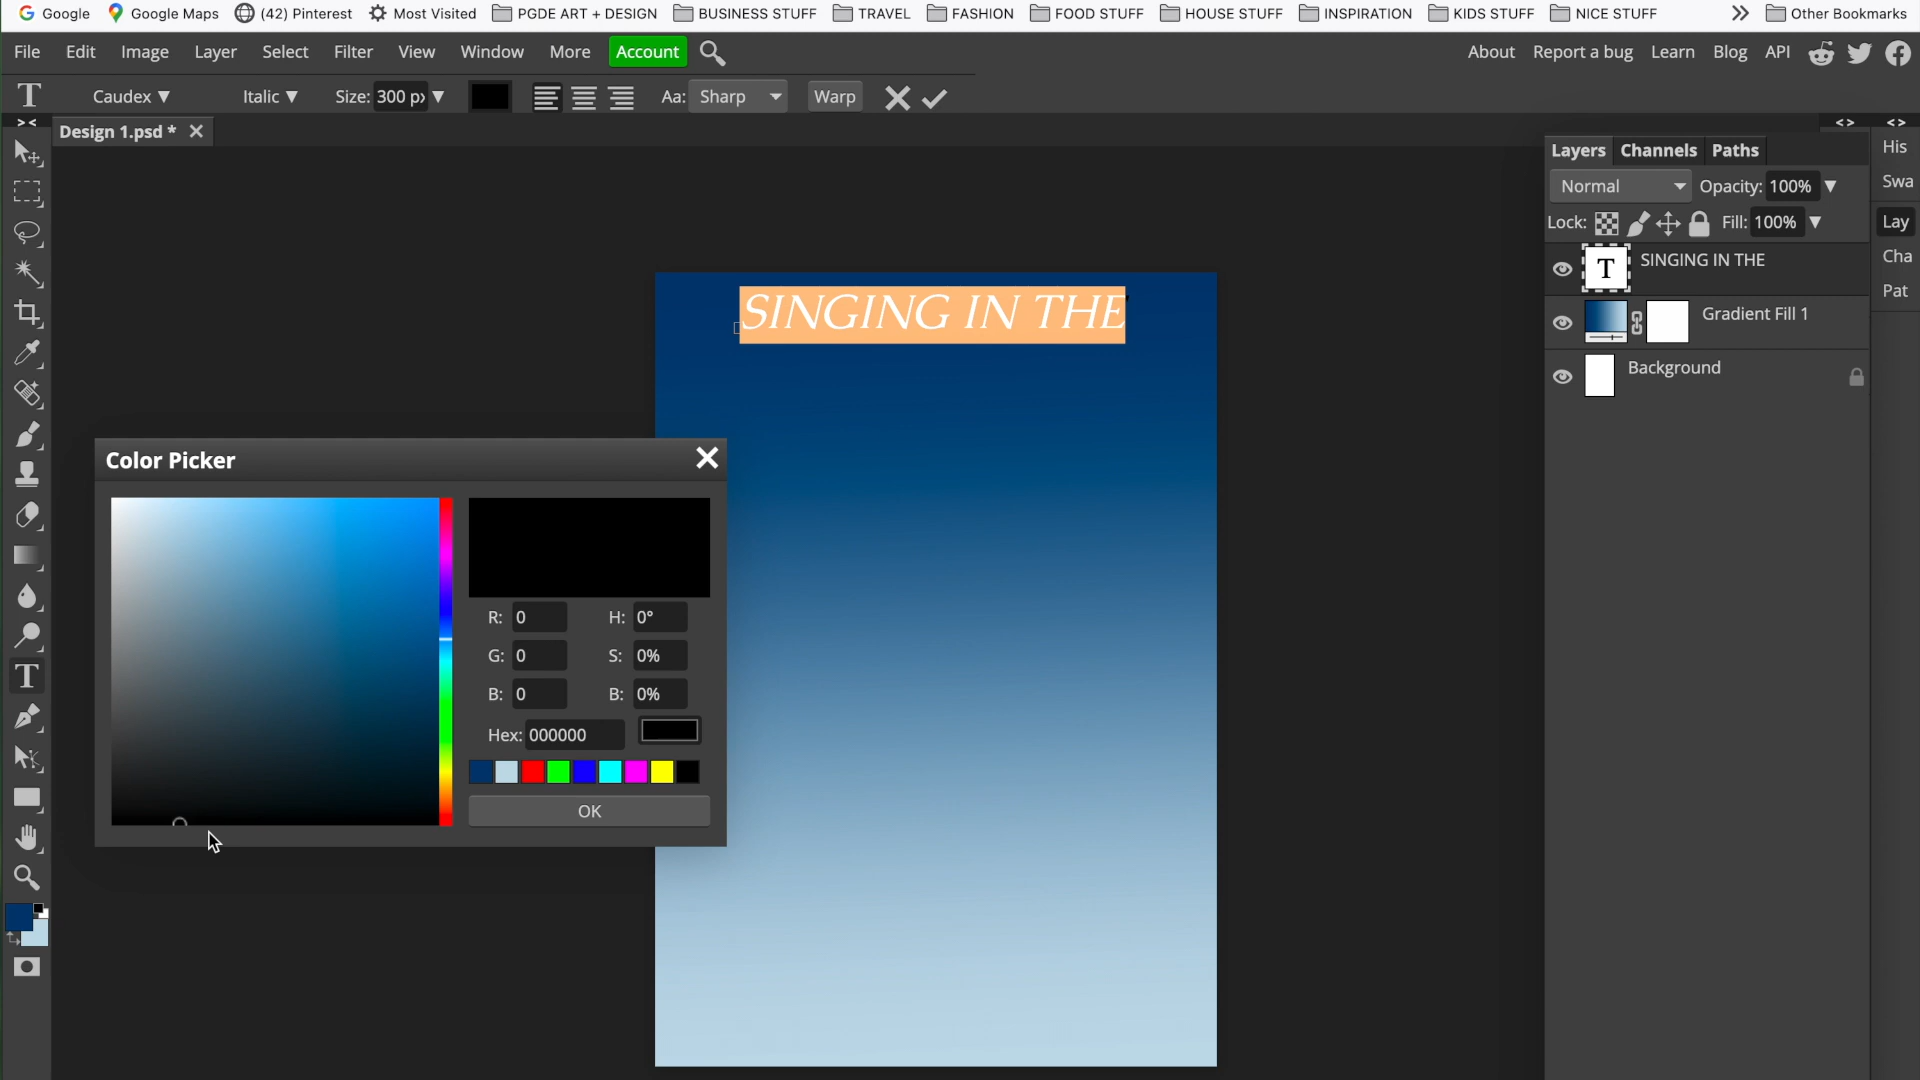 Google Google Maps (42) Pinterest Most Visited PGDE ART + DESIGN BUSINESS STUFF TRAVEL FASHION FOOD STUFF HOUSE STUFF INSPIRATION KIDS STUFF NICE STUFF Other Bookmarks
File Edit Image Layer Select Filter View Window More Account About Report a bug Learn Blog API
Caudex Italic Size: 300 px Aa: Sharp Warp
Design 1.psd *
Layers Channels Paths His
Normal Opacity: 100% Swa
Lock: Fill: 100% Lay
T SINGING IN THE Cha
Pat
Gradient Fill 1
Background
SINGING IN THE
Color Picker
R: 0 H: 0°
G: 0 S: 0%
B: 0 B: 0%
Hex: 000000
OK